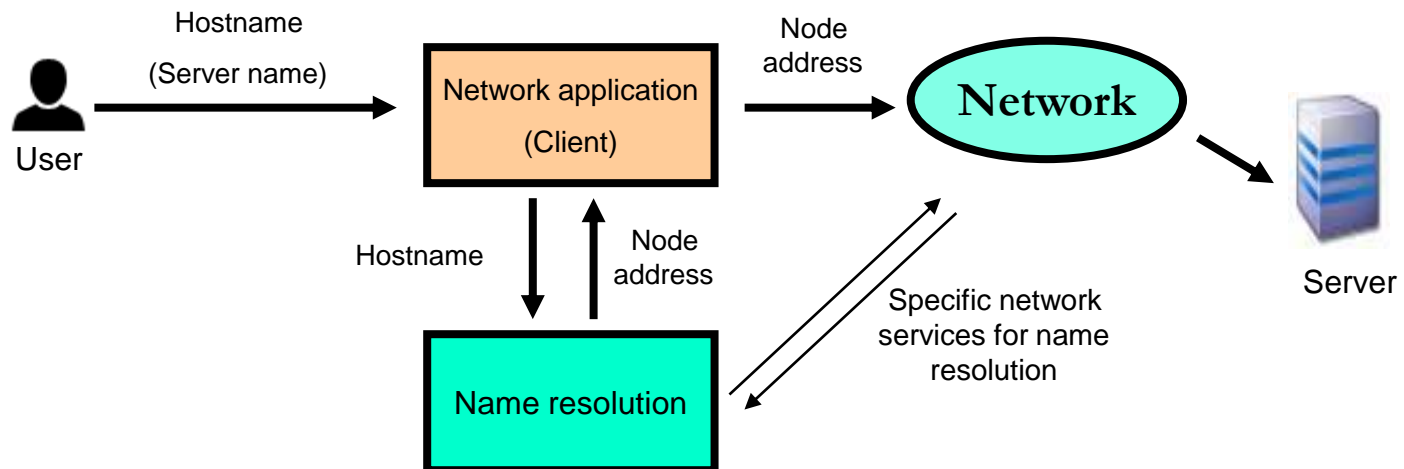 Hostname
(Server name)
User
Network application
(Client)
Node
address
Network
Server
Hostname
Node
address
Specific network
services for name
resolution
Name resolution